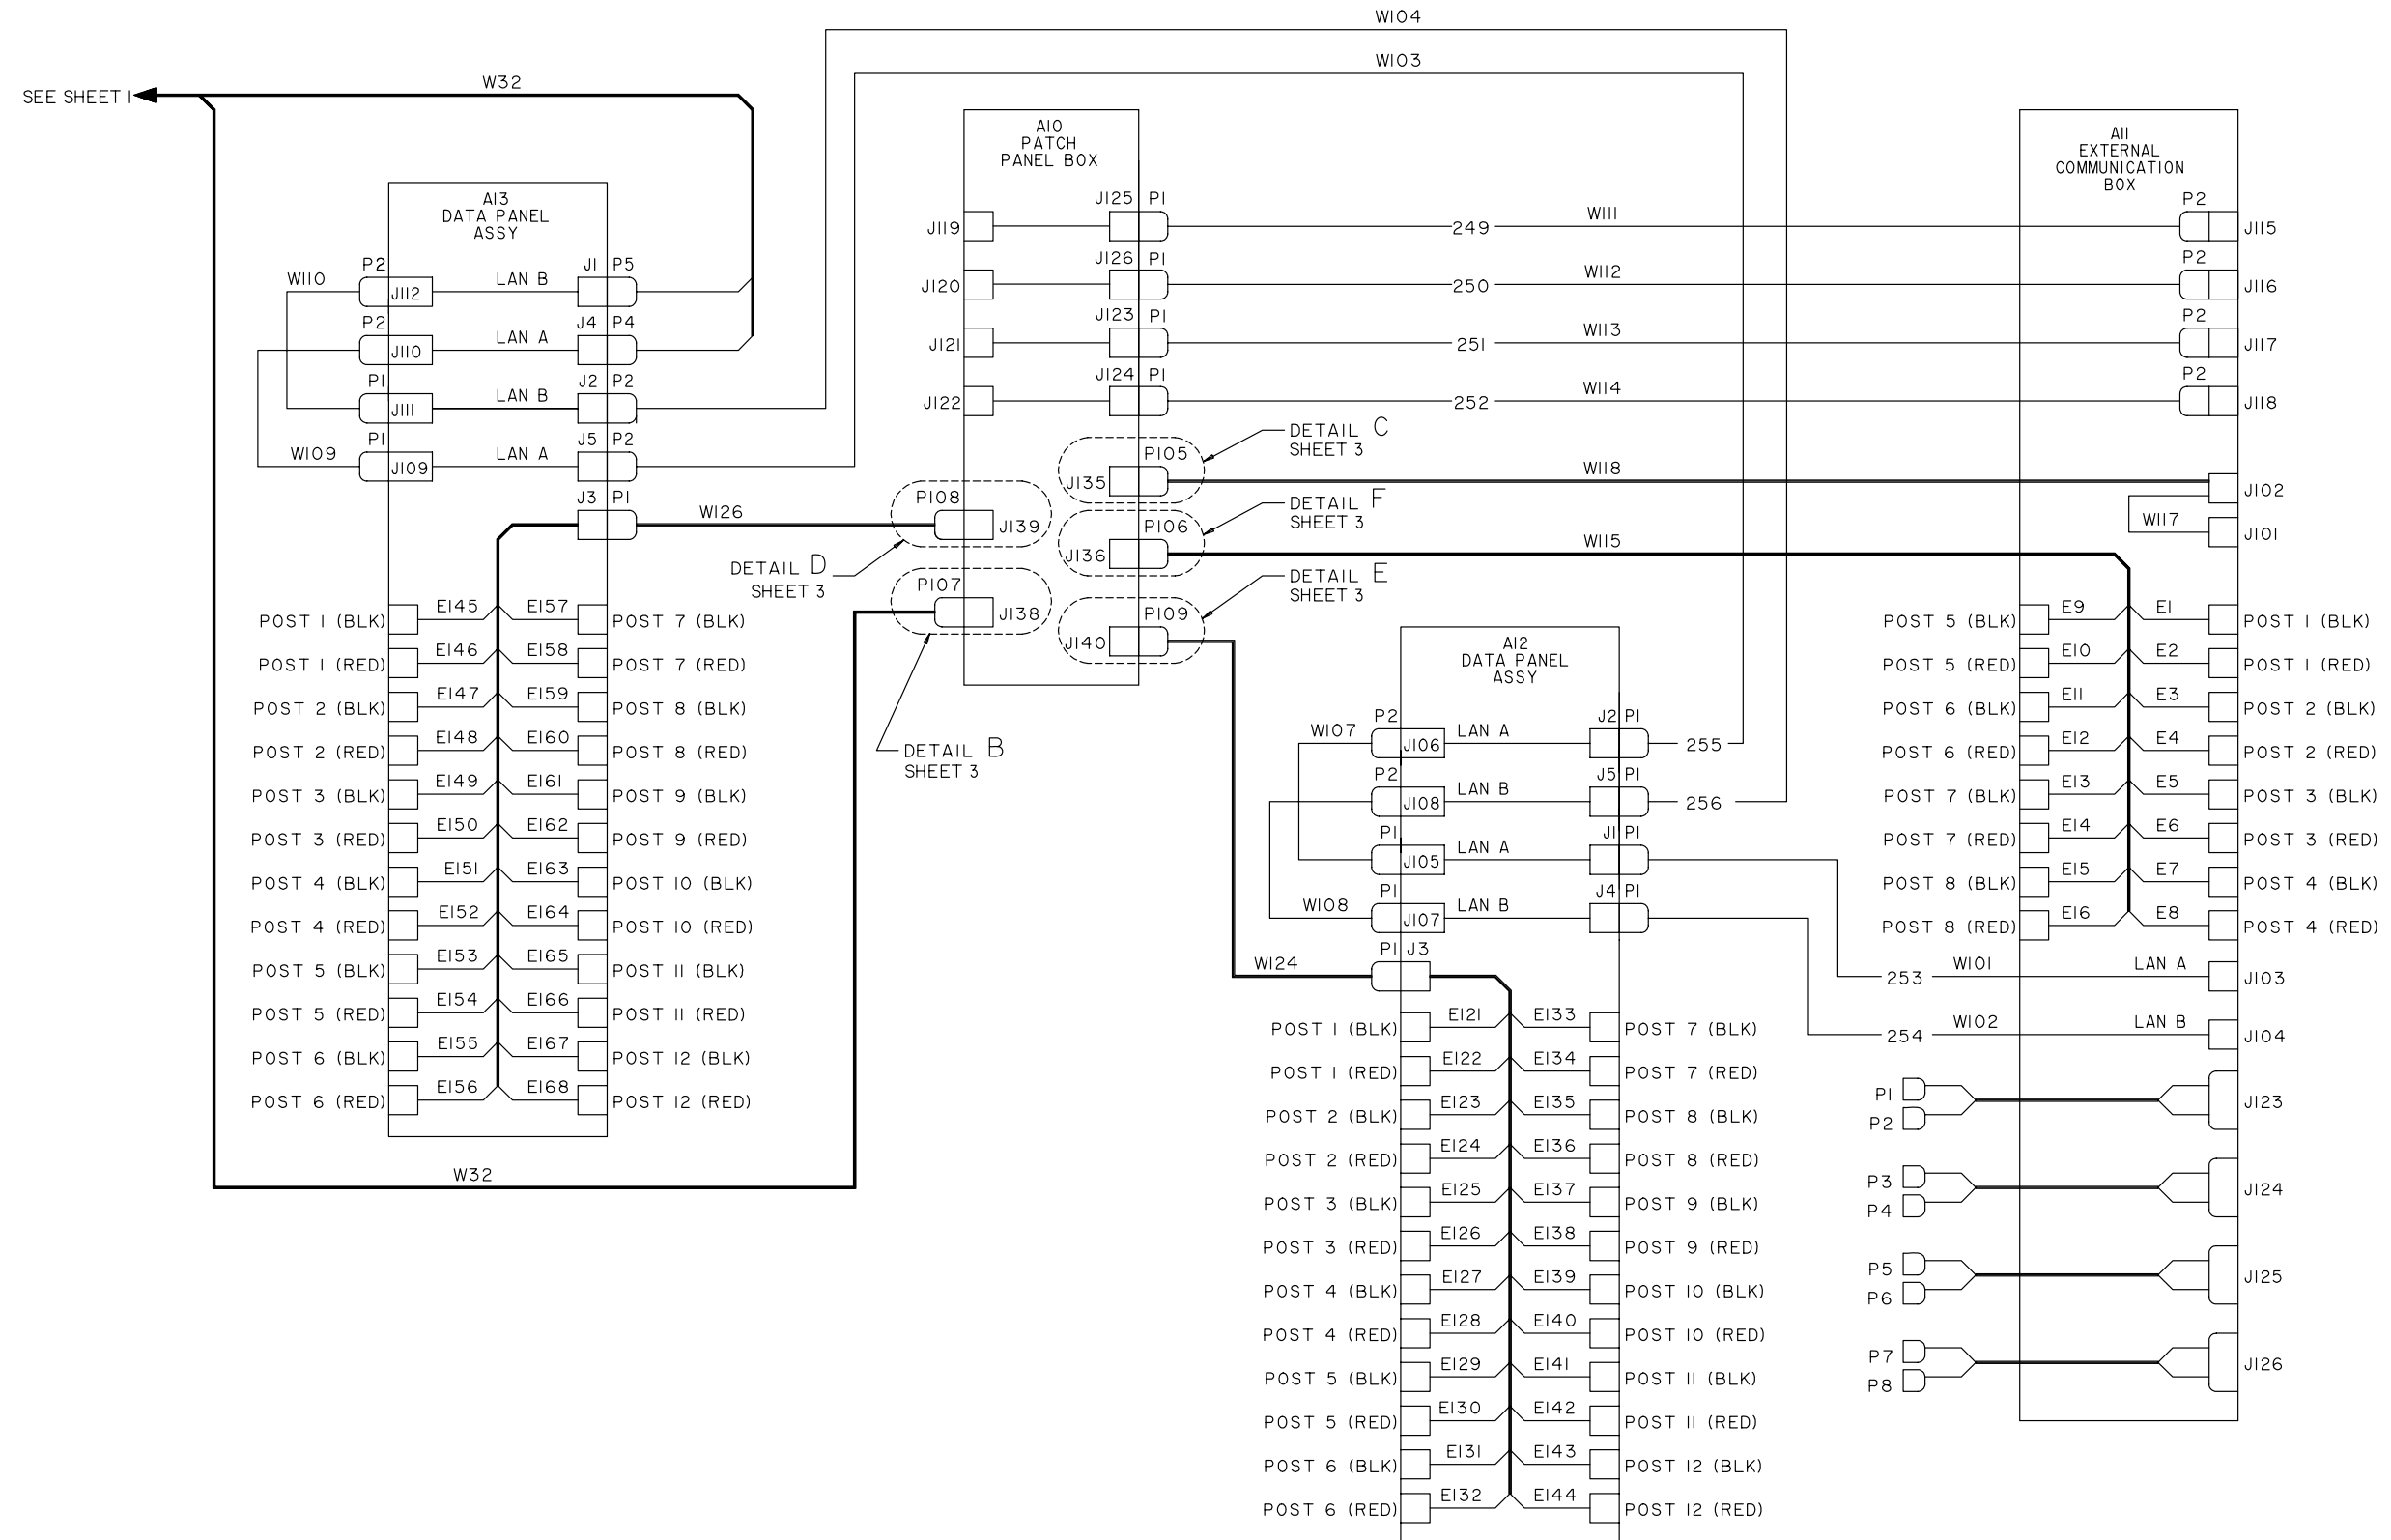 W104
W103
SEE SHEET 1
W32
A13
DATA PANEL
ASSY
P2
J1 P5
W110
J112
LAN B
P2
J4 P4
J110
LAN A
P1
J2 P2
J111
LAN B
P1
J5 P2
W109
J109
LAN A
J3 P1
W126
POST 1 (BLK) E145 E157 POST 7 (BLK)
POST 1 (RED) E146 E158 POST 7 (RED)
POST 2 (BLK) E147 E159 POST 8 (BLK)
POST 2 (RED) E148 E160 POST 8 (RED)
POST 3 (BLK) E149 E161 POST 9 (BLK)
POST 3 (RED) E150 E162 POST 9 (RED)
POST 4 (BLK) E151 E163 POST 10 (BLK)
POST 4 (RED) E152 E164 POST 10 (RED)
POST 5 (BLK) E153 E165 POST 11 (BLK)
POST 5 (RED) E154 E166 POST 11 (RED)
POST 6 (BLK) E155 E167 POST 12 (BLK)
POST 6 (RED) E156 E168 POST 12 (RED)
W32
A10
PATCH
PANEL BOX
J125 P1
J119
249
W111
J126 P1
J120
250
W112
J123 P1
J121
251
W113
J124 P1
J122
252
W114
DETAIL C
SHEET 3
P105
J135
W118
P108
J139
DETAIL D
SHEET 3
DETAIL F
SHEET 3
P106
J136
W115
P107
J138
DETAIL E
SHEET 3
P109
J140
DETAIL B
SHEET 3
A12
DATA PANEL
ASSY
P2
J2 P1
W107
J106
LAN A
255
P2
J5 P1
J108
LAN B
256
P1
J1 P1
J105
LAN A
P1
J4 P1
W108
J107
LAN B
P1 J3
W124
POST 1 (BLK) E121 E133 POST 7 (BLK)
POST 1 (RED) E122 E134 POST 7 (RED)
POST 2 (BLK) E123 E135 POST 8 (BLK)
POST 2 (RED) E124 E136 POST 8 (RED)
POST 3 (BLK) E125 E137 POST 9 (BLK)
POST 3 (RED) E126 E138 POST 9 (RED)
POST 4 (BLK) E127 E139 POST 10 (BLK)
POST 4 (RED) E128 E140 POST 10 (RED)
POST 5 (BLK) E129 E141 POST 11 (BLK)
POST 5 (RED) E130 E142 POST 11 (RED)
POST 6 (BLK) E131 E143 POST 12 (BLK)
POST 6 (RED) E132 E144 POST 12 (RED)
A11
EXTERNAL
COMMUNICATION
BOX
P2
J115
P2
J116
P2
J117
P2
J118
J102
W117
J101
POST 5 (BLK) E9 E1 POST 1 (BLK)
POST 5 (RED) E10 E2 POST 1 (RED)
POST 6 (BLK) E11 E3 POST 2 (BLK)
POST 6 (RED) E12 E4 POST 2 (RED)
POST 7 (BLK) E13 E5 POST 3 (BLK)
POST 7 (RED) E14 E6 POST 3 (RED)
POST 8 (BLK) E15 E7 POST 4 (BLK)
POST 8 (RED) E16 E8 POST 4 (RED)
253 W101 LAN A J103
254 W102 LAN B J104
P1
P2
J123
P3
P4
J124
P5
P6
J125
P7
P8
J126